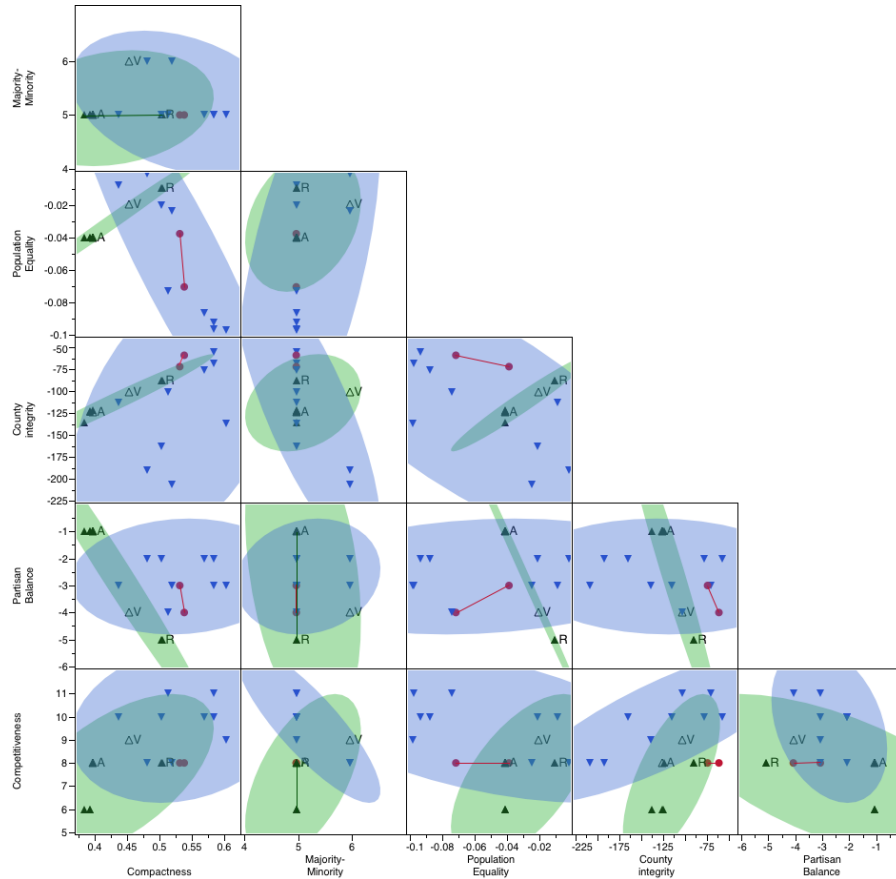 Majority-
Minority
6
5
4
V
A
R
Population
Equality
-0.02
-0.04
-0.06
-0.08
-0.1
R
V
A
R
V
A
County
integrity
-50
-75
-100
-125
-150
-175
-200
-225
R
V
A
R
V
A
R
V
A
Partisan
Balance
-1
-2
-3
-4
-5
-6
A
V
R
A
V
R
A
V
R
A
V
R
Competitiveness
11
10
9
8
7
6
5
V
A
R
V
R
V
A
R
V
A
R
V
R
A
0.4 0.45 0.5 0.55 0.6
4 5 6
-0.1 -0.06 -0.04 -0.02
-225 -175 -125 -75
-6 -5 -4 -3 -2 -1
Compactness
Majority-
Minority
Population
Equality
County
integrity
Partisan
Balance